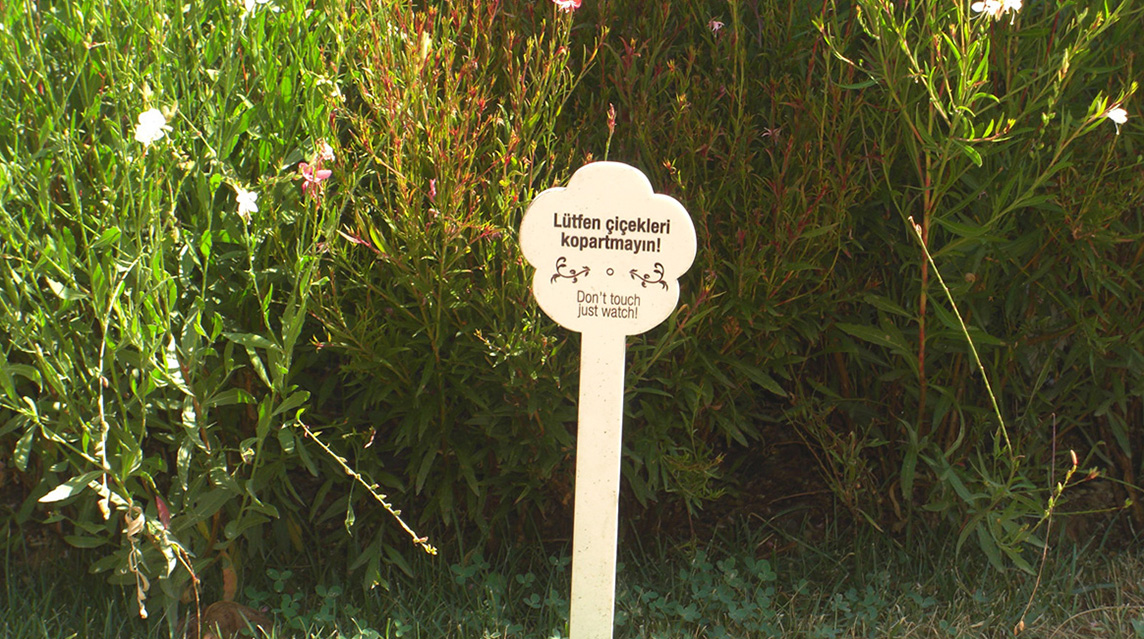 Lütfen çiçekleri
kopartmayın!
Don't touch
just watch!